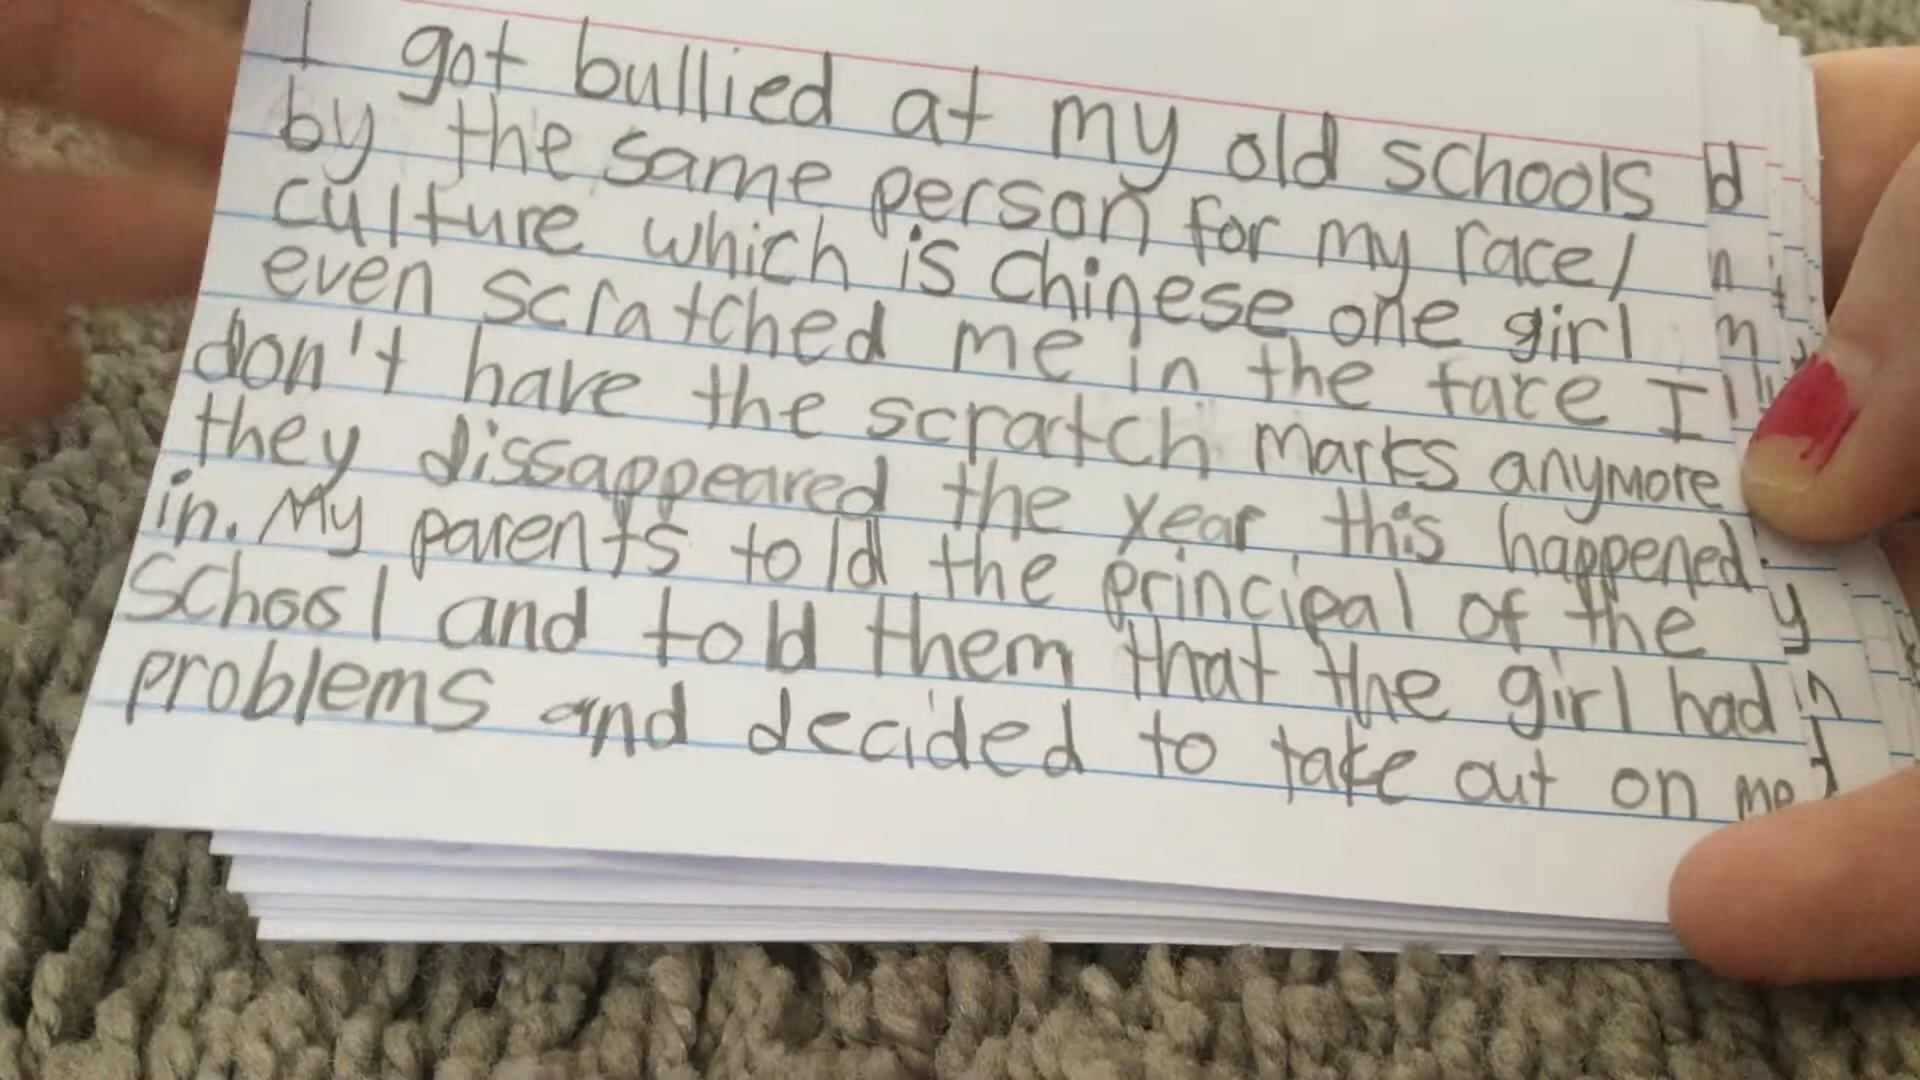 I got bullied at my old schools
by the same person for my race/
culture which is Chinese one girl
even scratched me in the face I
don't have the scratch marks anymore
they dissappeared the year this happened
in. My parents told the principal of the
school and told them that the girl had
problems and decided to take out on me